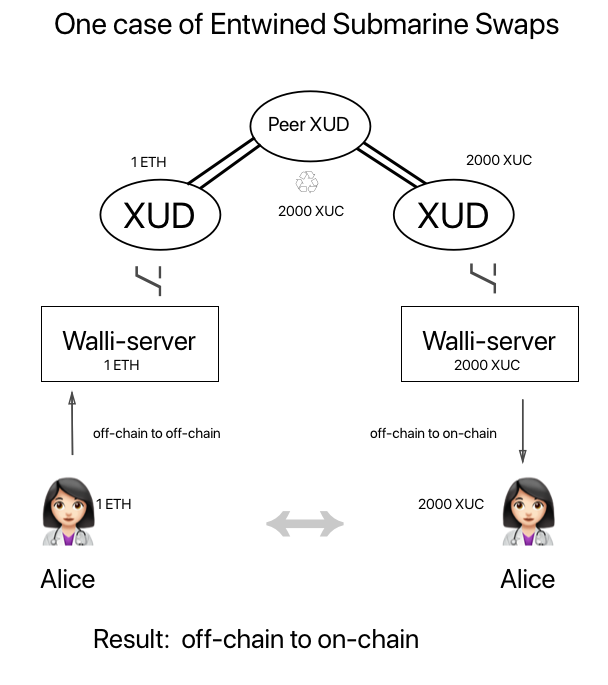 One case of Entwined Submarine Swaps
Peer XUD
1 ETH
2000 XUC
XUD
2000 XUC
XUD
Walli-server
1 ETH
Walli-server
2000 XUC
off-chain to off-chain
off-chain to on-chain
1 ETH
2000 XUC
Alice
Alice
Result: off-chain to on-chain